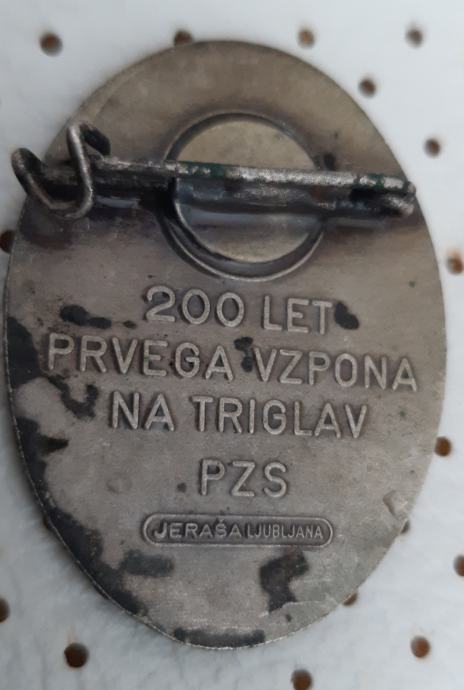 200 LET
PRVEGA VZPONA
NA TRIGLAV
PZS
JERAŠA LJUBLJANA